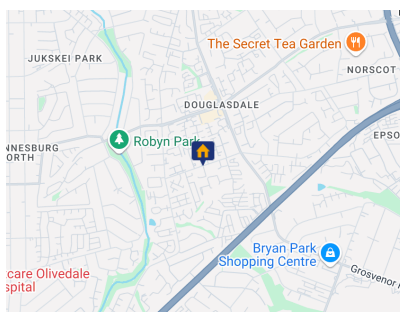 The Secret Tea Garden
JUKSKEI PARK
NORSCOT
DOUGLASDALE
Robyn Park
NNESBURG
ORTH
EPSO
Bryan Park
Shopping Centre
care Olivedale
spital
Grosvenor